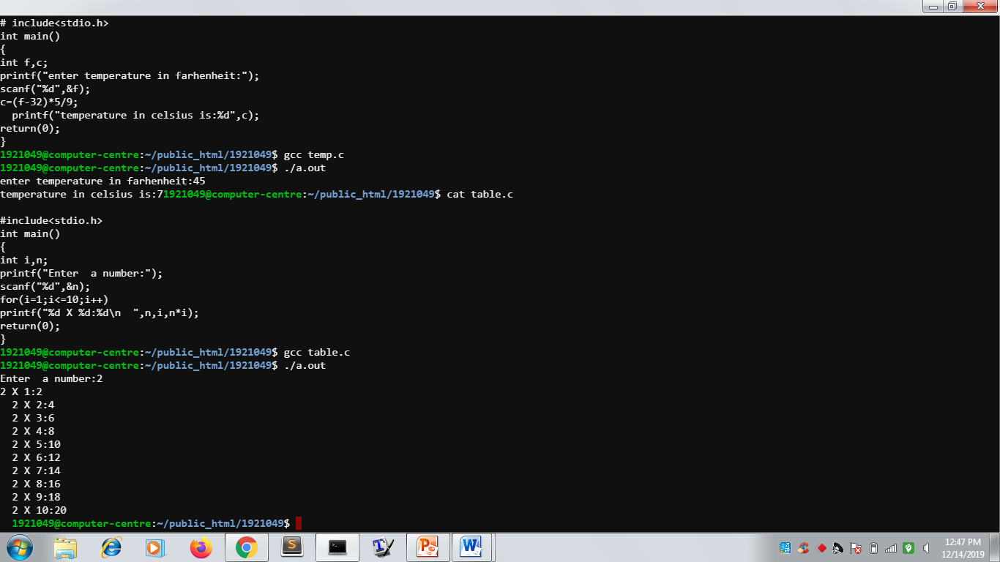 # include<stdio.h>
int main()
{
int f,c;
printf("enter temperature in farhenheit:");
scanf("%d",&f);
c=(f-32)*5/9;
  printf("temperature in celsius is:%d",c);
return(0);
}
1921049@computer-centre:~/public_html/1921049$ gcc temp.c
1921049@computer-centre:~/public_html/1921049$ ./a.out
enter temperature in farhenheit:45
temperature in celsius is:71921049@computer-centre:~/public_html/1921049$ cat table.c

#include<stdio.h>
int main()
{
int i,n;
printf("Enter  a number:");
scanf("%d",&n);
for(i=1;i<=10;i++)
printf("%d X %d:%d\n  ",n,i,n*i);
return(0);
}
1921049@computer-centre:~/public_html/1921049$ gcc table.c
1921049@computer-centre:~/public_html/1921049$ ./a.out
Enter  a number:2
2 X 1:2
  2 X 2:4
  2 X 3:6
  2 X 4:8
  2 X 5:10
  2 X 6:12
  2 X 7:14
  2 X 8:16
  2 X 9:18
  2 X 10:20
  1921049@computer-centre:~/public_html/1921049$
12:47 PM
12/14/2019